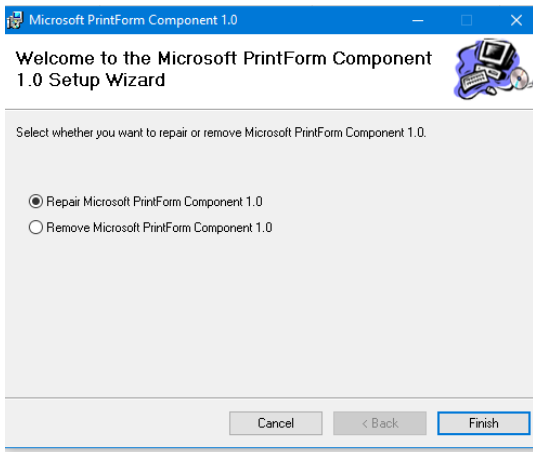 Microsoft PrintForm Component 1.0
Welcome to the Microsoft PrintForm Component
1.0 Setup Wizard
Select whether you want to repair or remove Microsoft PrintForm Component 1.0.
Repair Microsoft PrintForm Component 1.0
Remove Microsoft PrintForm Component 1.0
Cancel
< Back
Finish